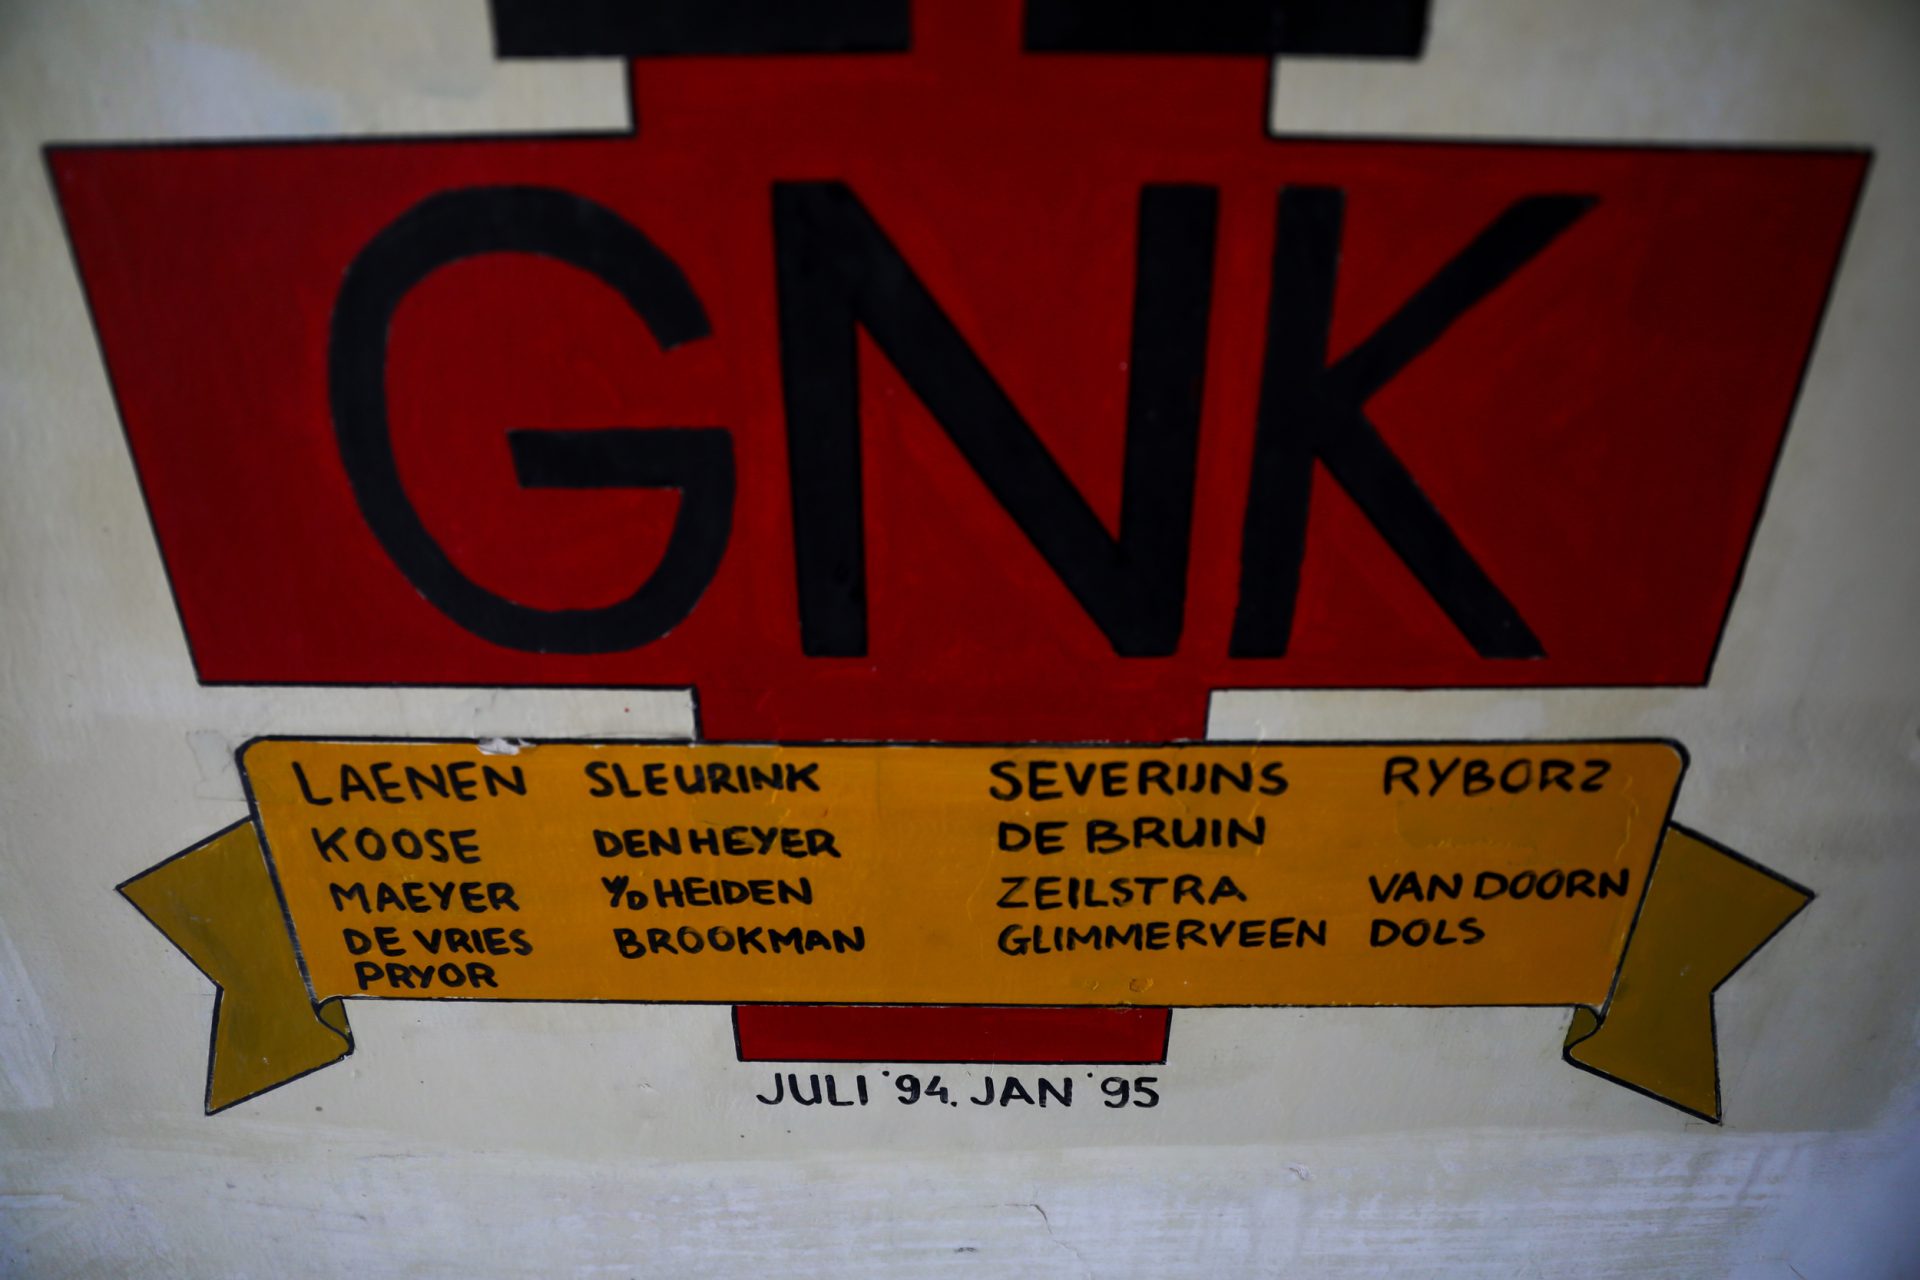 GNK
LAENEN SLEURINK SEVERIJNS RYBORZ
KOOSE DEN HEYER DE BRUIN
MAEYER V/D HEIDEN ZEILSTRA VAN DOORN
DE VRIES BROOKMAN GLIMMERVEEN DOLS
PRYOR
JULI '94. JAN '95